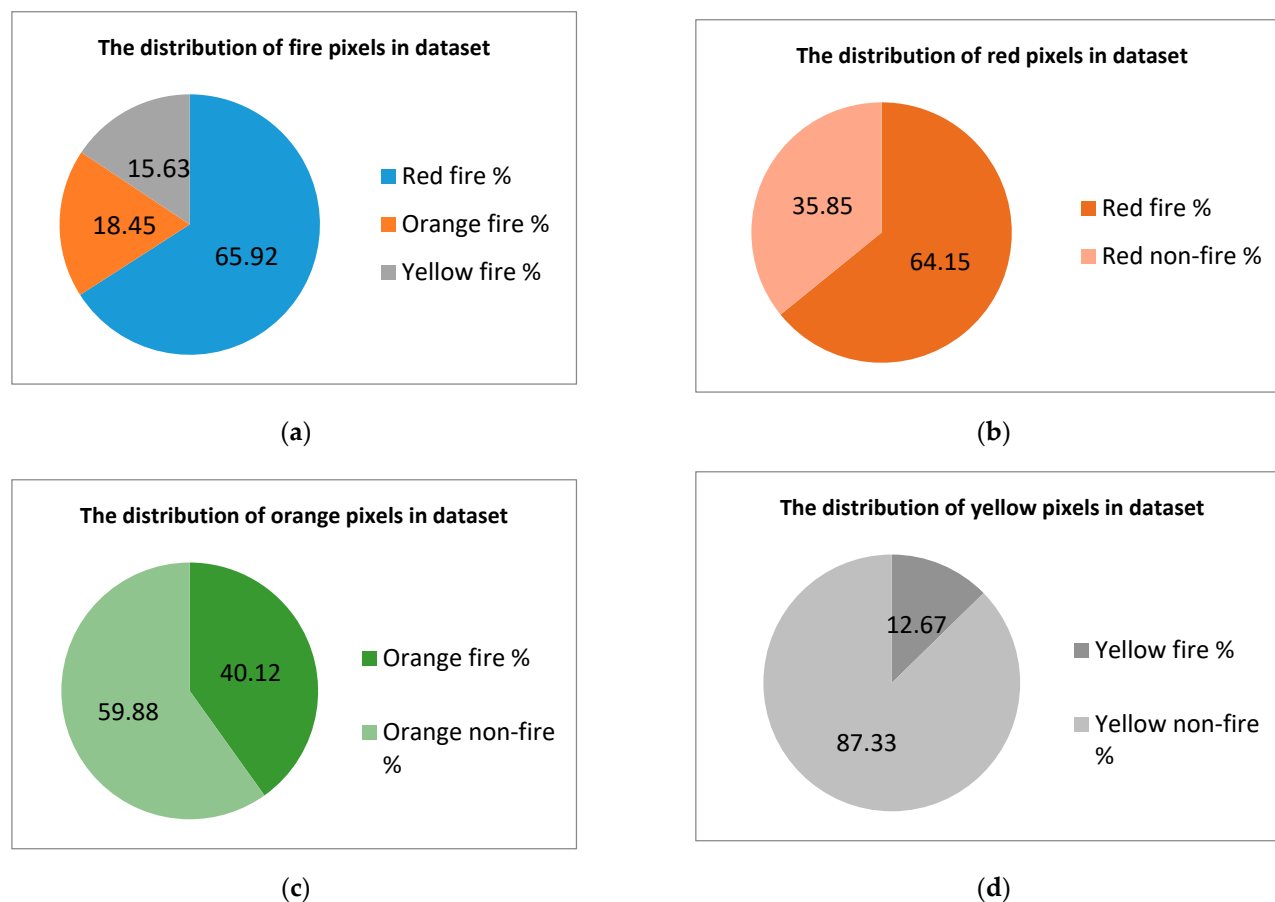 The distribution of fire pixels in dataset
15.63
18.45
65.92
Red fire %
Orange fire %
Yellow fire %
(a)
The distribution of red pixels in dataset
35.85
64.15
Red fire %
Red non-fire %
(b)
The distribution of orange pixels in dataset
40.12
59.88
Orange fire %
Orange non-fire
%
(c)
The distribution of yellow pixels in dataset
12.67
87.33
Yellow fire %
Yellow non-fire
%
(d)